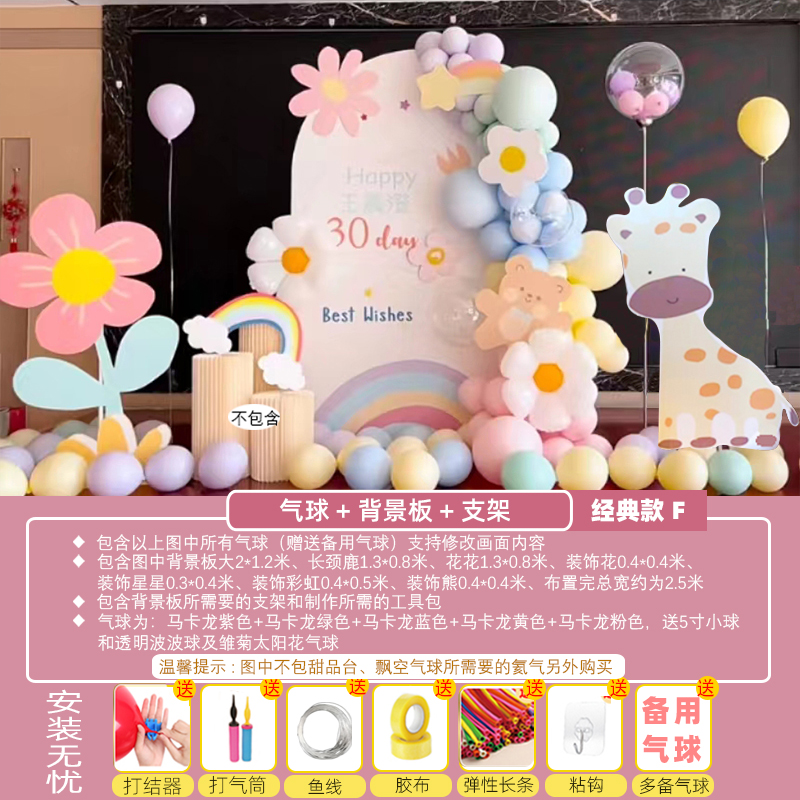 Happy
王晨澄
30 day
Best Wishes
不包含
气球+背景板+支架
经典款 F
◆ 包含以上图中所有气球（赠送备用气球）支持修改画面内容
◆ 包含图中背景板大2*1.2米、长颈鹿1.3*0.8米、花花1.3*0.8米、装饰花0.4*0.4米、
装饰星星0.3*0.4米、装饰彩虹0.4*0.5米、装饰熊0.4*0.4米、布置完总宽约为2.5米
◆ 包含背景板所需要的支架和制作所需的工具包
◆ 气球为：马卡龙紫色+马卡龙绿色+马卡龙蓝色+马卡龙黄色+马卡龙粉色，送5寸小球
和透明波波球及雏菊太阳花气球
温馨提示：图中不包甜品台、飘空气球所需要的氦气另外购买
安装无忧
送 送 送 送 送 送 送
备用
气球
打结器 打气筒 鱼线 胶布 弹性长条 粘钩 多备气球